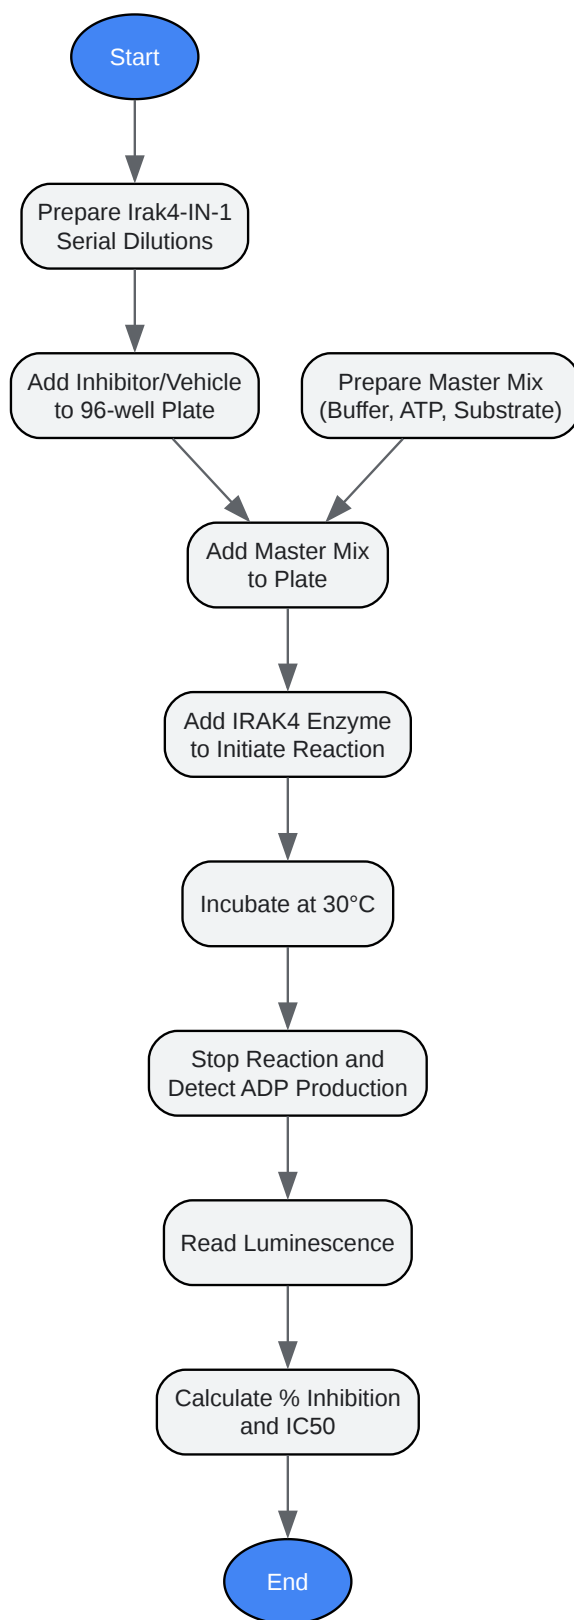 Start
Prepare Irak4-IN-1
Serial Dilutions
Add Inhibitor/Vehicle
to 96-well Plate
Prepare Master Mix
(Buffer, ATP, Substrate)
Add Master Mix
to Plate
Add IRAK4 Enzyme
to Initiate Reaction
Incubate at 30°C
Stop Reaction and
Detect ADP Production
Read Luminescence
Calculate % Inhibition
and IC50
End